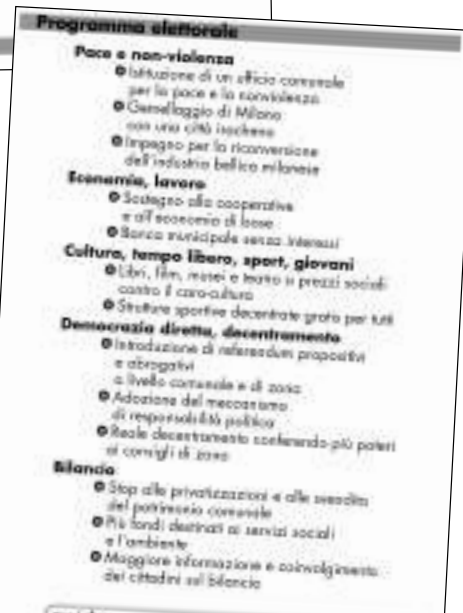 Programma elettorale
Pace e non-violenza
Istituzione di un ufficio comunale
per la pace e la nonviolenza
Gemellaggio di Milano
con una città irachena
Impegno per la riconversione
dell'industria bellica milanese
Economia, lavoro
Sostegno alle cooperative
e all'economia di base
Banca municipale senza interessi
Cultura, tempo libero, sport, giovani
Libri, film, musei e teatro a prezzi sociali
contro il caro-cultura
Strutture sportive decentrate gratis per tutti
Democrazia diretta, decentramento
Introduzione di referendum propositivi
e abrogativi
a livello comunale e di zona
Adozione del meccanismo
di responsabilità politica
Reale decentramento conferendo più poteri
ai consigli di zona
Bilancio
Stop alle privatizzazioni e alle svendita
del patrimonio comunale
Più fondi destinati ai servizi sociali
e l'ambiente
Maggiore informazione e coinvolgimento
dei cittadini sul bilancio